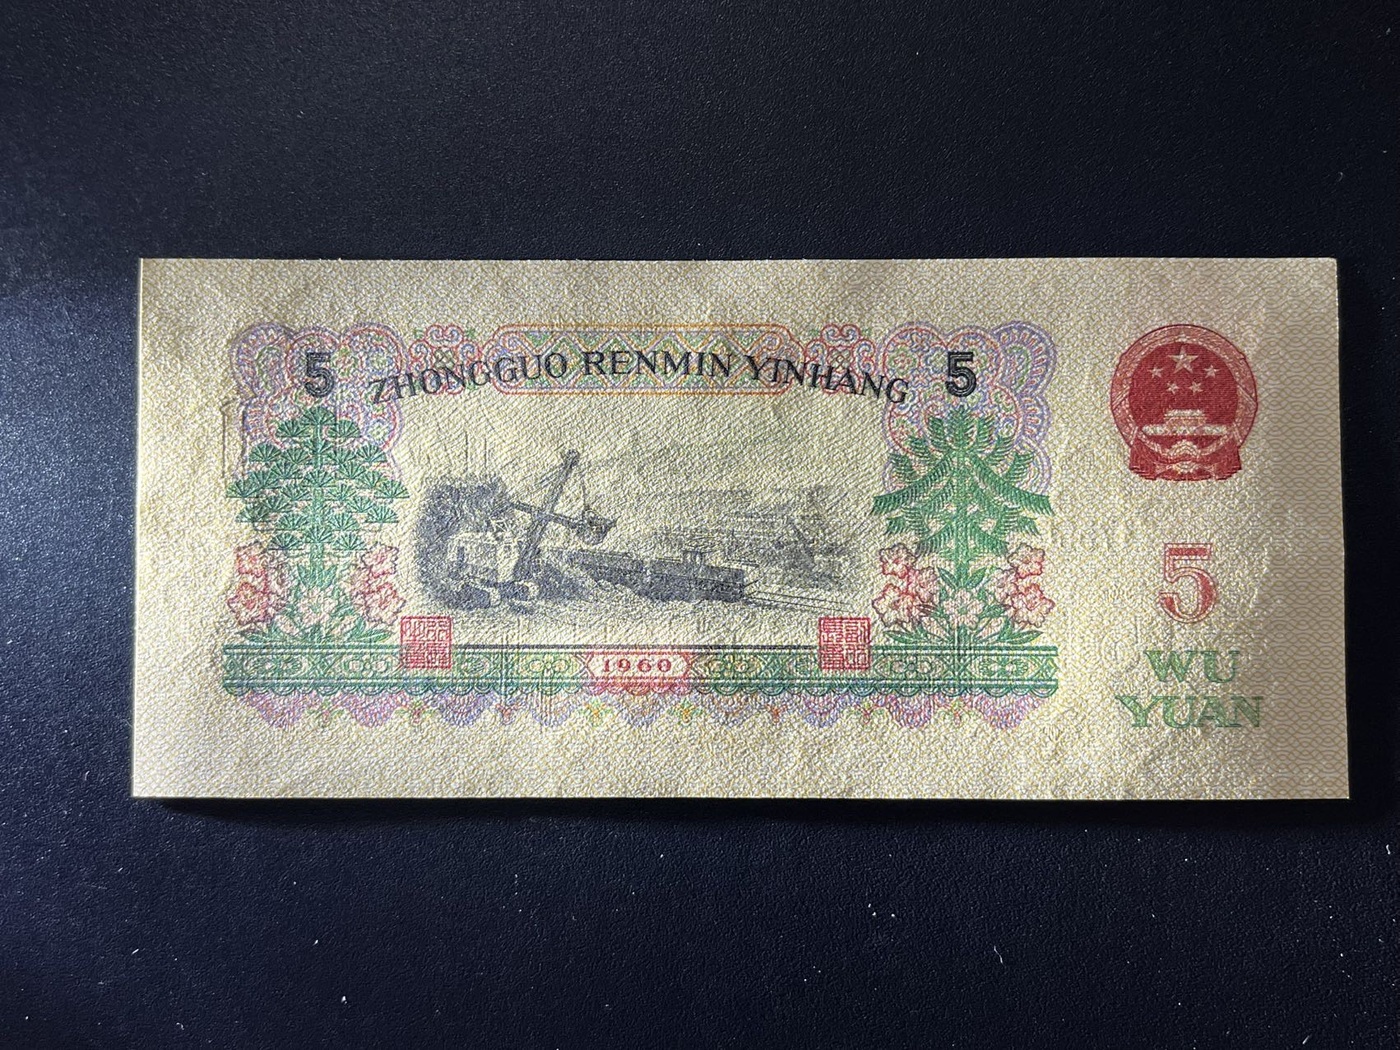 5 ZHONGGUO RENMIN YINHANG 5
1960
5
WU
YUAN